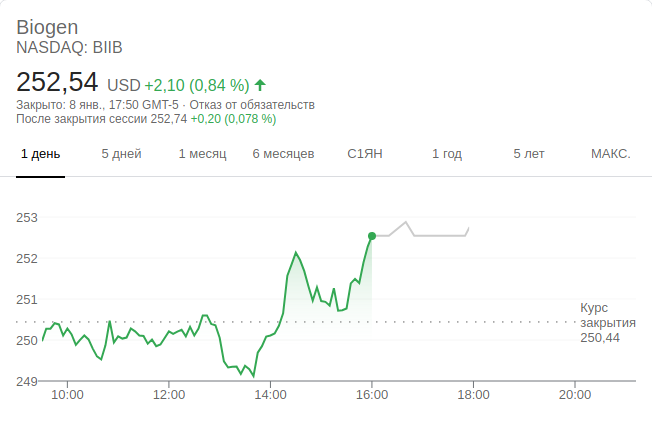 Biogen
NASDAQ: BIIB
252,54 USD +2,10 (0,84 %)
Закрыто: 8 янв., 17:50 GMT-5 · Отказ от обязательств
После закрытия сессии 252,74 +0,20 (0,078 %)
1 день 5 дней 1 месяц 6 месяцев С1ЯН 1 год 5 лет МАКС.
253
252
251
250
249
Курс
закрытия
250,44
10:00 12:00 14:00 16:00 18:00 20:00